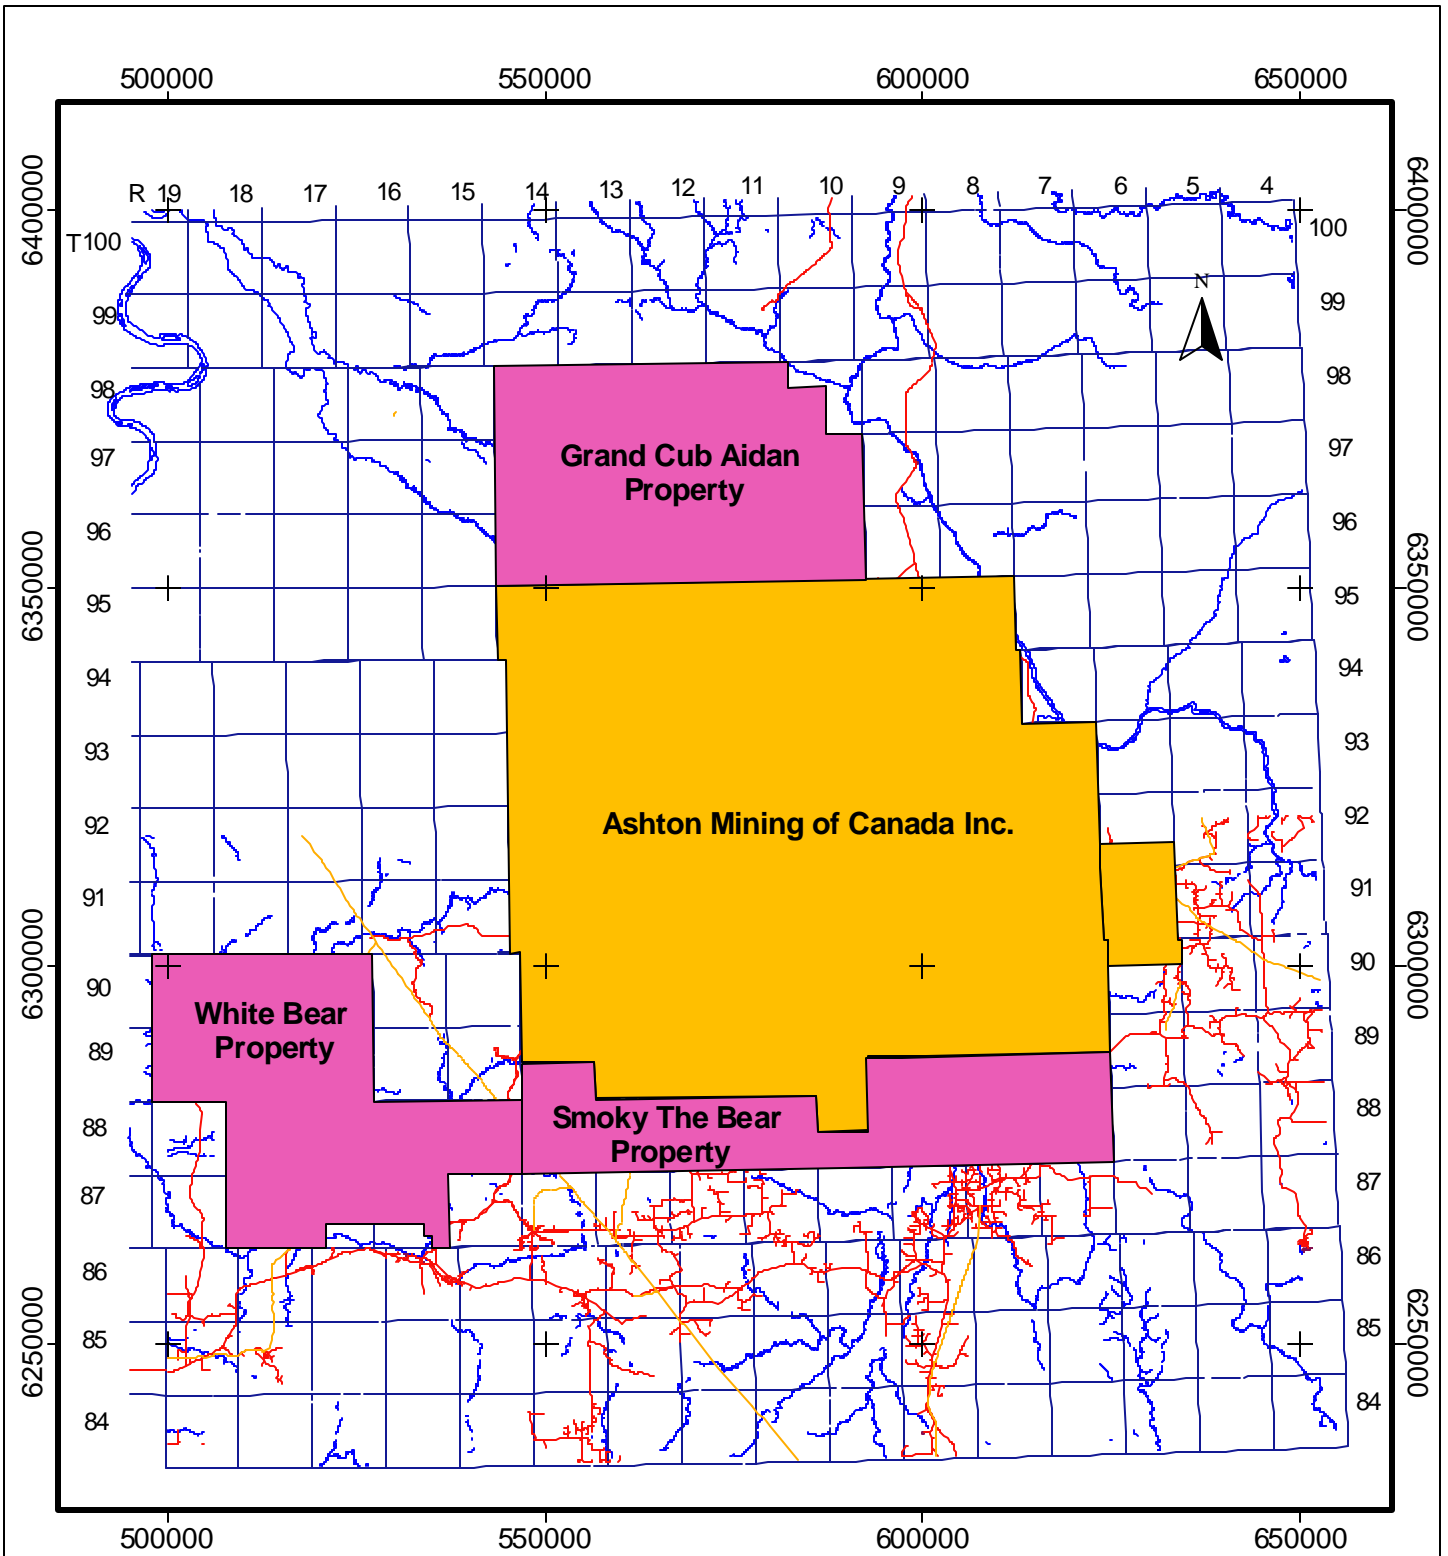 500000 550000 600000 650000
6400000 6400000
R 19 18 17 16 15 14 13 12 11 10 9 8 7 6 5 4
T100 100
N
99 99
98 98
Grand Cub Aidan
Property
97 97
96 96
6350000 6350000
95 95
94 94
93 93
92 92
Ashton Mining of Canada Inc.
91 91
6300000 6300000
90 90
White Bear
Property
89 89
88 88
Smoky The Bear
Property
87 87
86 86
6250000 6250000
85 85
84 84
500000 550000 600000 650000